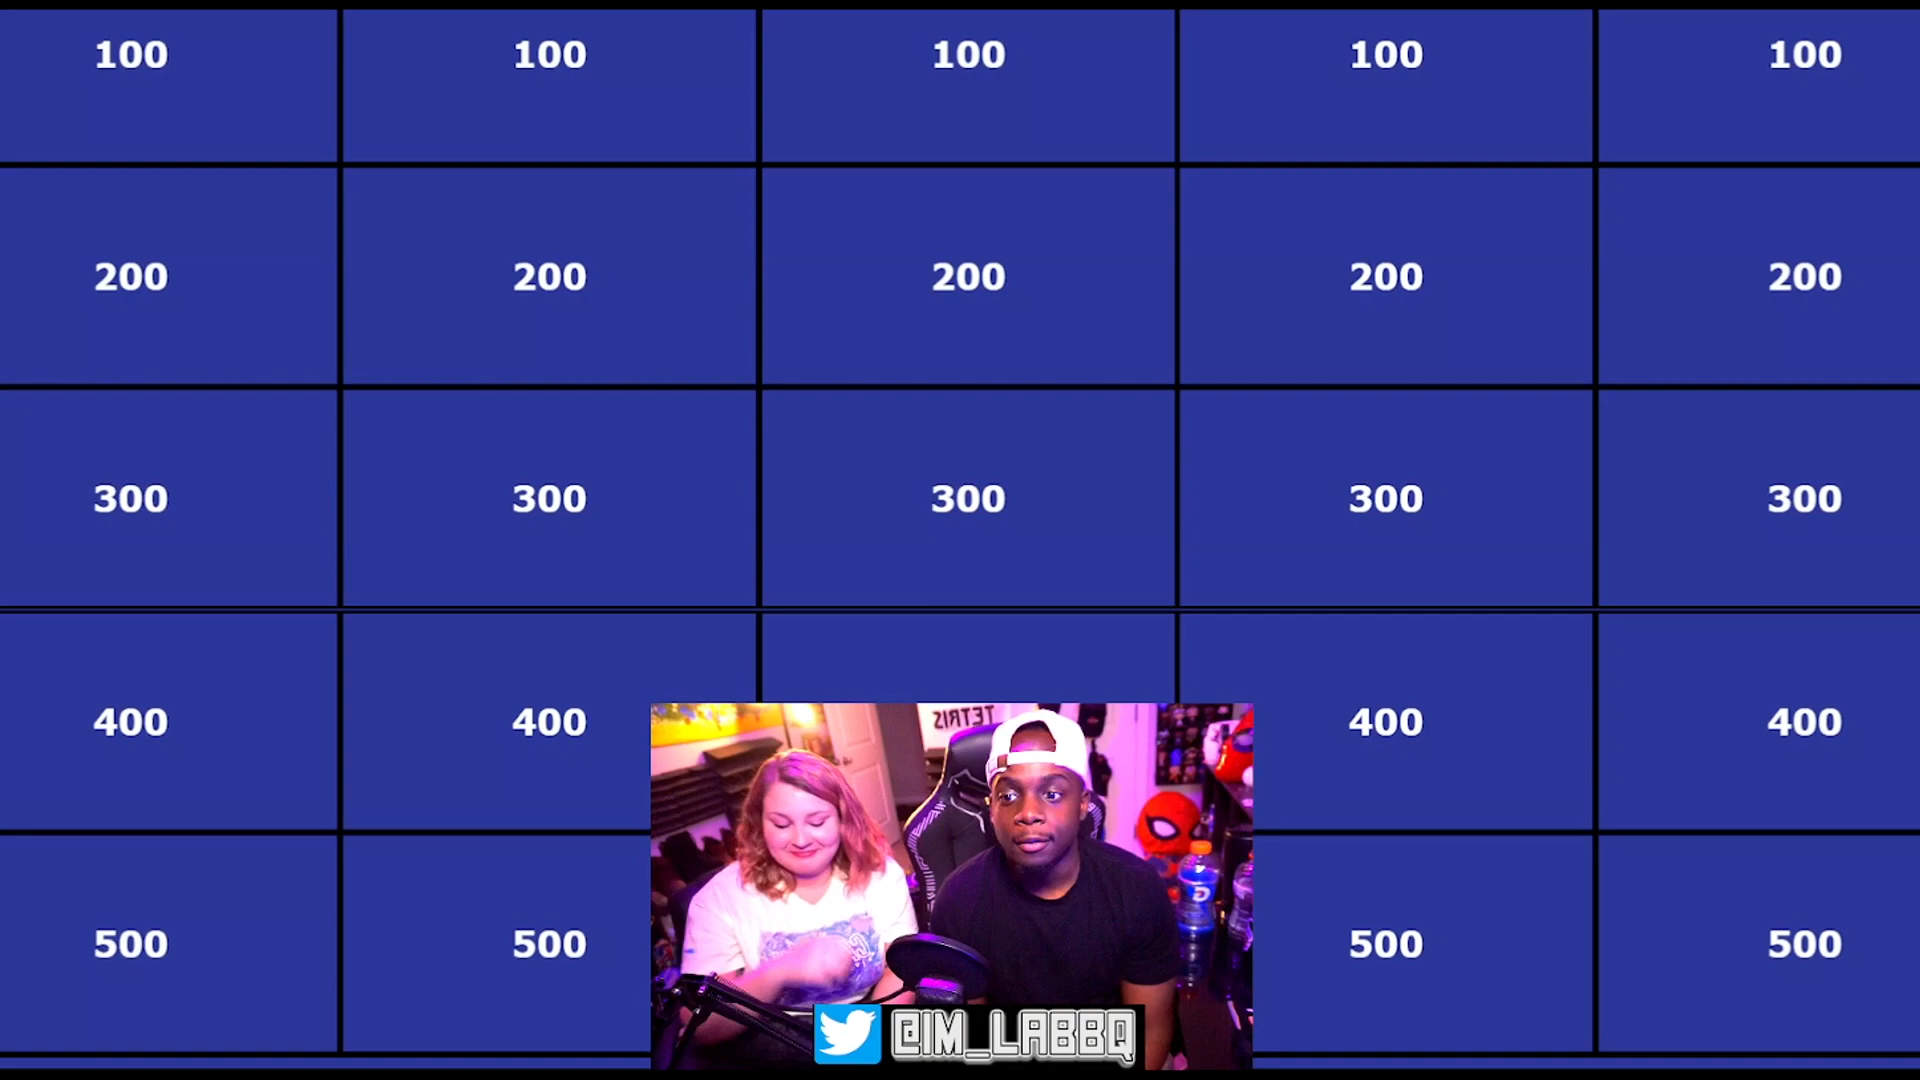 100 100 100 100 100
200 200 200 200 200
300 300 300 300 300
400 400 400 400
TETRIS
500 500 500 500
@IM_LABBQ